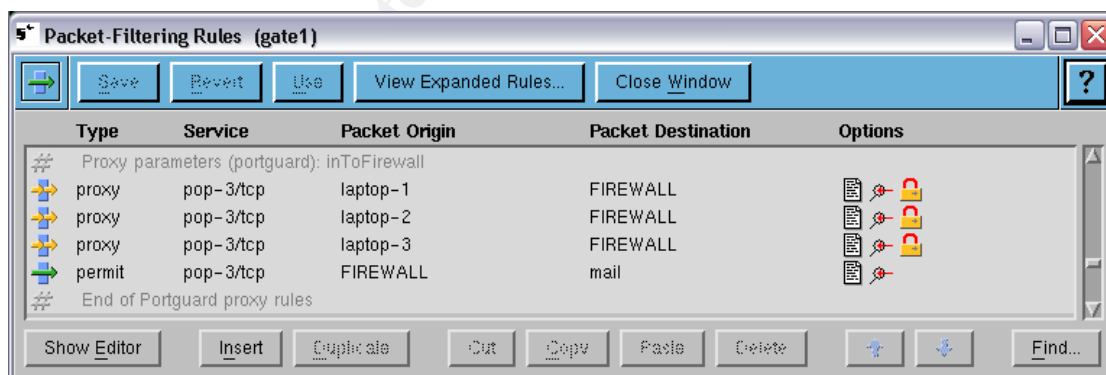 Packet-Filtering Rules (gate1)
Save Revert Use View Expanded Rules... Close Window ?
Type Service Packet Origin Packet Destination Options
# Proxy parameters (portguard): inToFirewall
proxy pop-3/tcp laptop-1 FIREWALL
proxy pop-3/tcp laptop-2 FIREWALL
proxy pop-3/tcp laptop-3 FIREWALL
permit pop-3/tcp FIREWALL mail
# End of Portguard proxy rules
Show Editor Insert Duplicate Cut Copy Paste Delete Find...